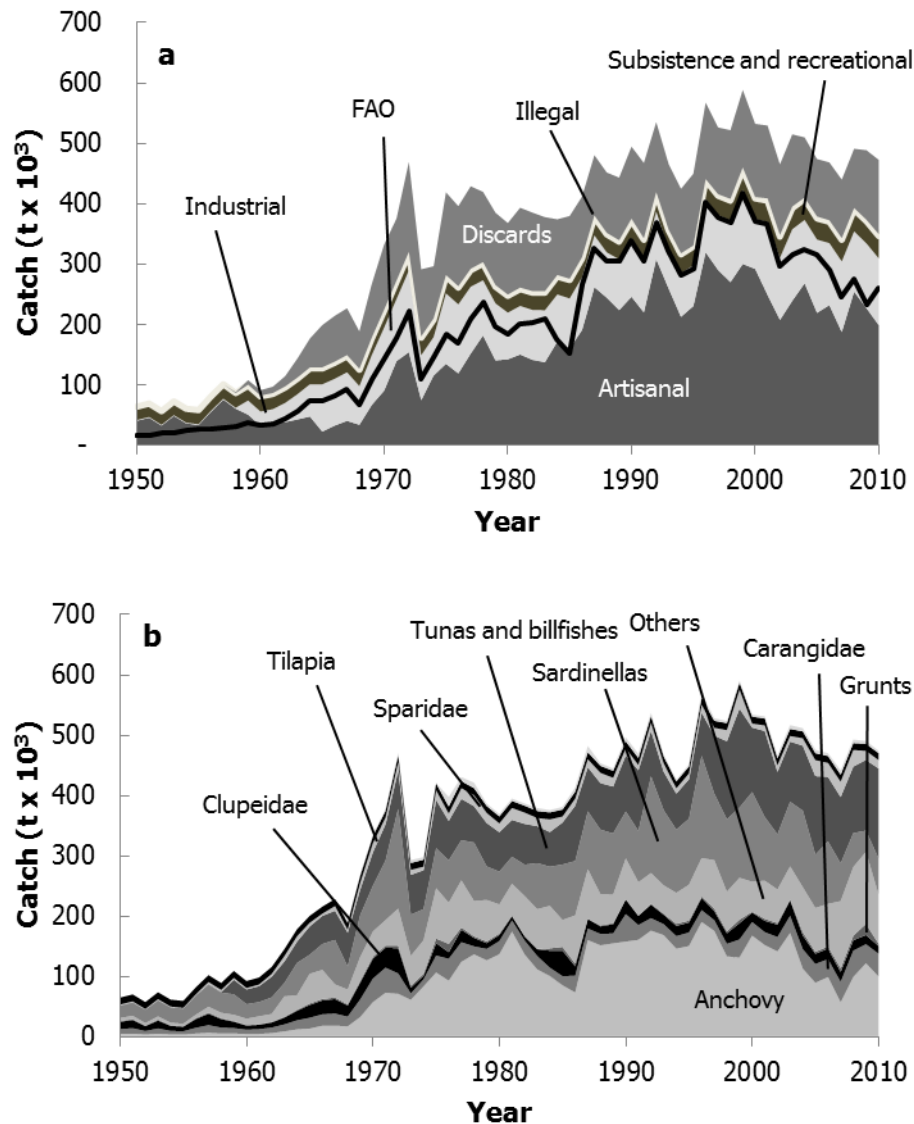 a
Catch (t x 10³)
700
600
500
400
300
200
100
-
Subsistence and recreational
FAO
Illegal
Industrial
Discards
Artisanal
1950 1960 1970 1980 1990 2000 2010
Year
b
Catch (t x 10³)
700
600
500
400
300
200
100
0
Tunas and billfishes
Others
Tilapia
Carangidae
Sardinellas
Grunts
Sparidae
Clupeidae
Anchovy
1950 1960 1970 1980 1990 2000 2010
Year